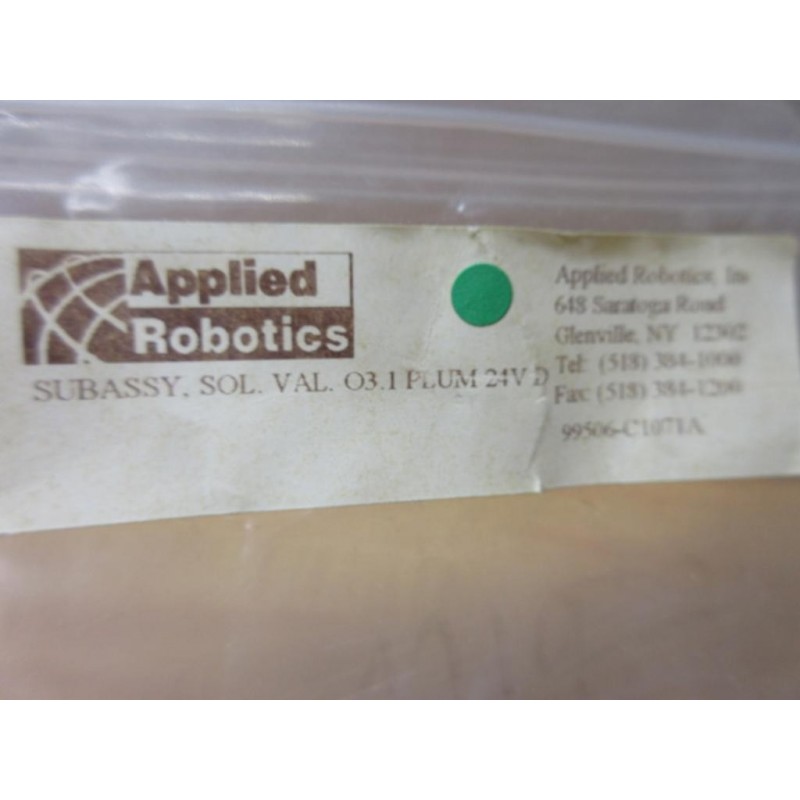 Applied
Robotics
SUBASSY, SOL. VAL. O3.1 PLUM 24V D
Applied Robotics, Inc
648 Saratoga Road
Glenville, NY 12302
Tel: (518) 384-1000
Fax: (518) 384-1200
99506-C1071A